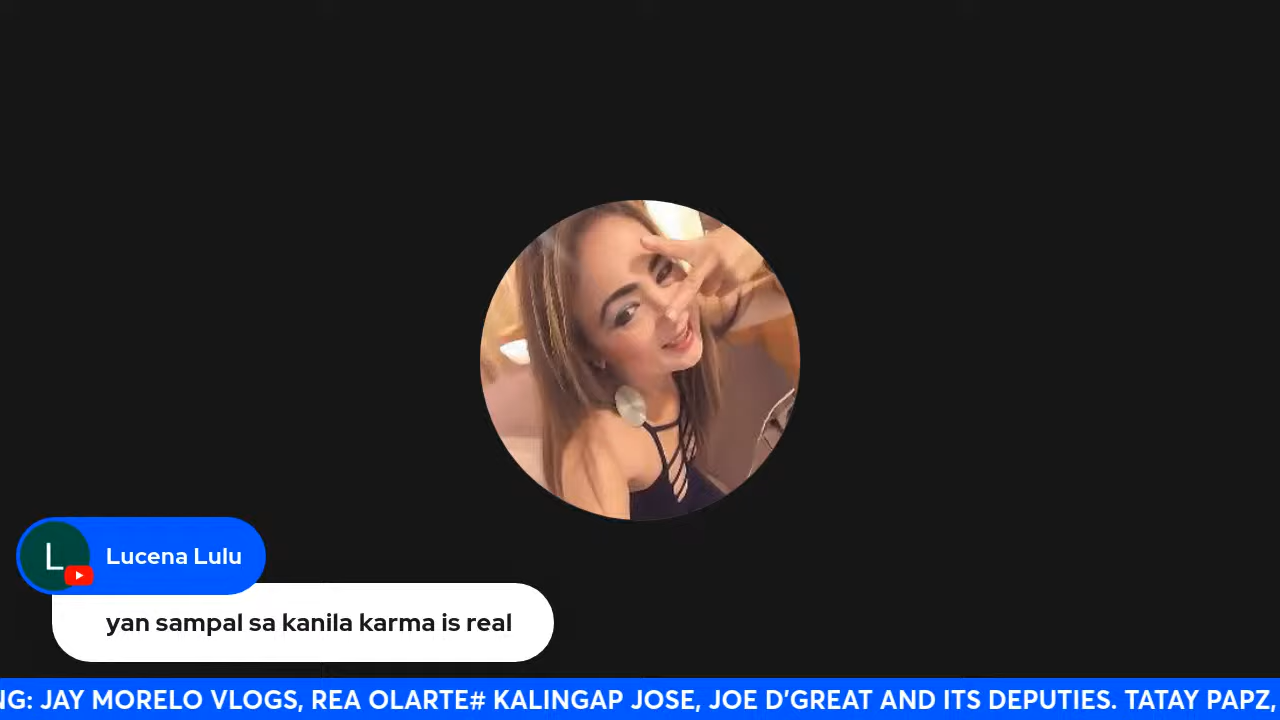 L
Lucena Lulu
yan sampal sa kanila karma is real
NG: JAY MORELO VLOGS, REA OLARTE# KALINGAP JOSE, JOE D'GREAT AND ITS DEPUTIES. TATAY PAPZ,